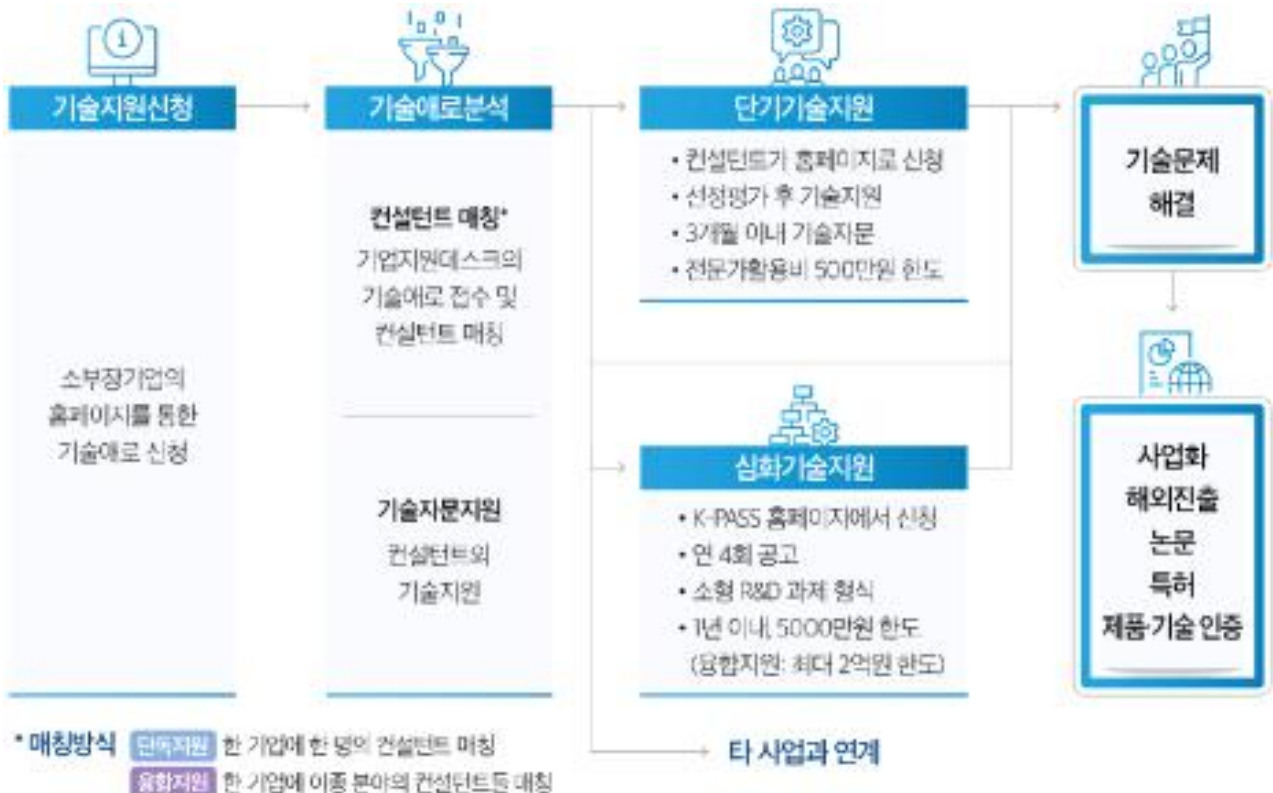 기술지원신청
소부장기업의
홈페이지를 통한
기술애로 신청
기술애로분석
컨설턴트 매칭*
기업지원데스크의
기술애로 접수 및
컨설턴트 매칭
기술자문지원
컨설턴트의
기술지원
단기기술지원
• 컨설턴트가 홈페이지로 신청
• 선정평가 후 기술지원
• 3개월 이내 기술자문
• 전문가활용비 500만원 한도
심화기술지원
• K-PASS 홈페이지에서 신청
• 연 4회 공고
• 소형 R&D 과제 형식
• 1년 이내, 5000만원 한도
(융합지원: 최대 2억원 한도)
타 사업과 연계
기술문제
해결
사업화
해외진출
논문
특허
제품·기술 인증
* 매칭방식 단독지원 한 기업에 한 명의 컨설턴트 매칭
융합지원 한 기업에 이종 분야의 컨설턴트들 매칭